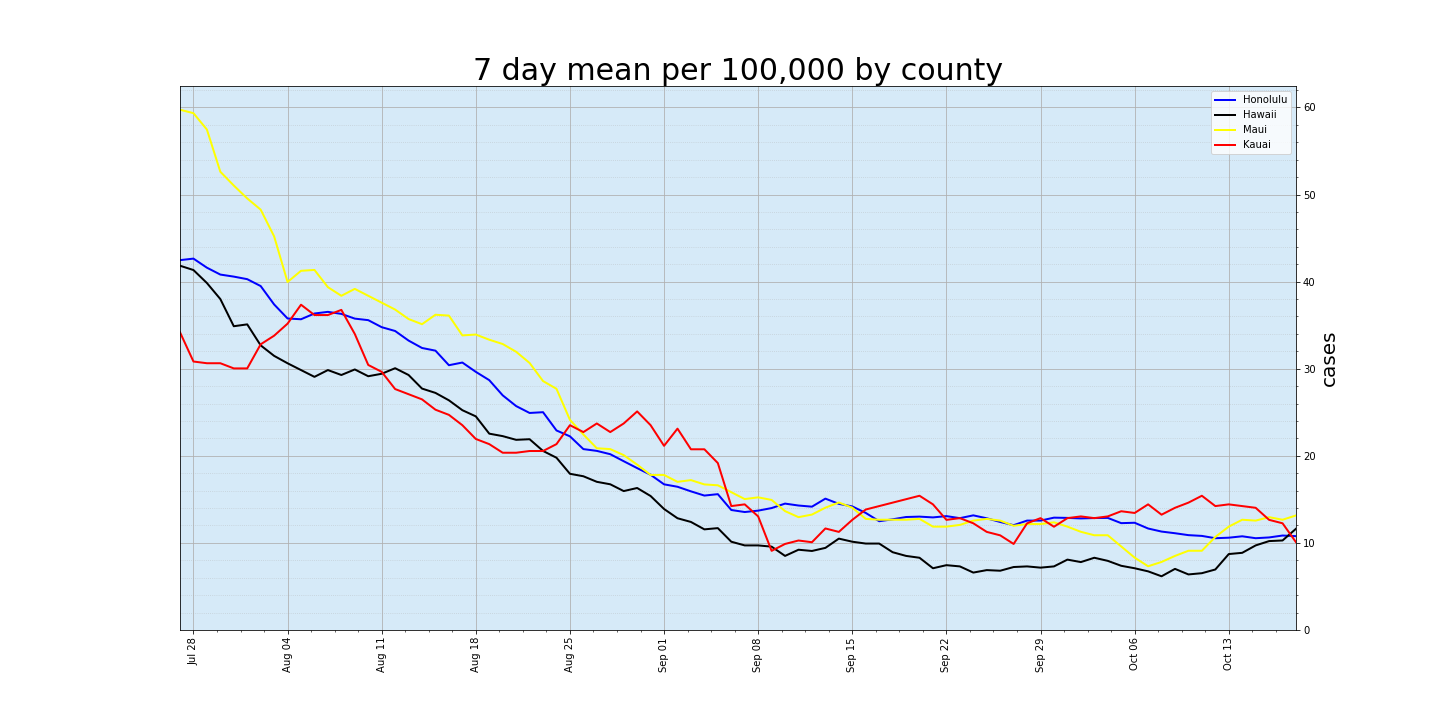 7 day mean per 100,000 by county
Honolulu
Hawaii
Maui
Kauai
60
50
40
30
20
10
0
cases
Jul 28
Aug 04
Aug 11
Aug 18
Aug 25
Sep 01
Sep 08
Sep 15
Sep 22
Sep 29
Oct 06
Oct 13